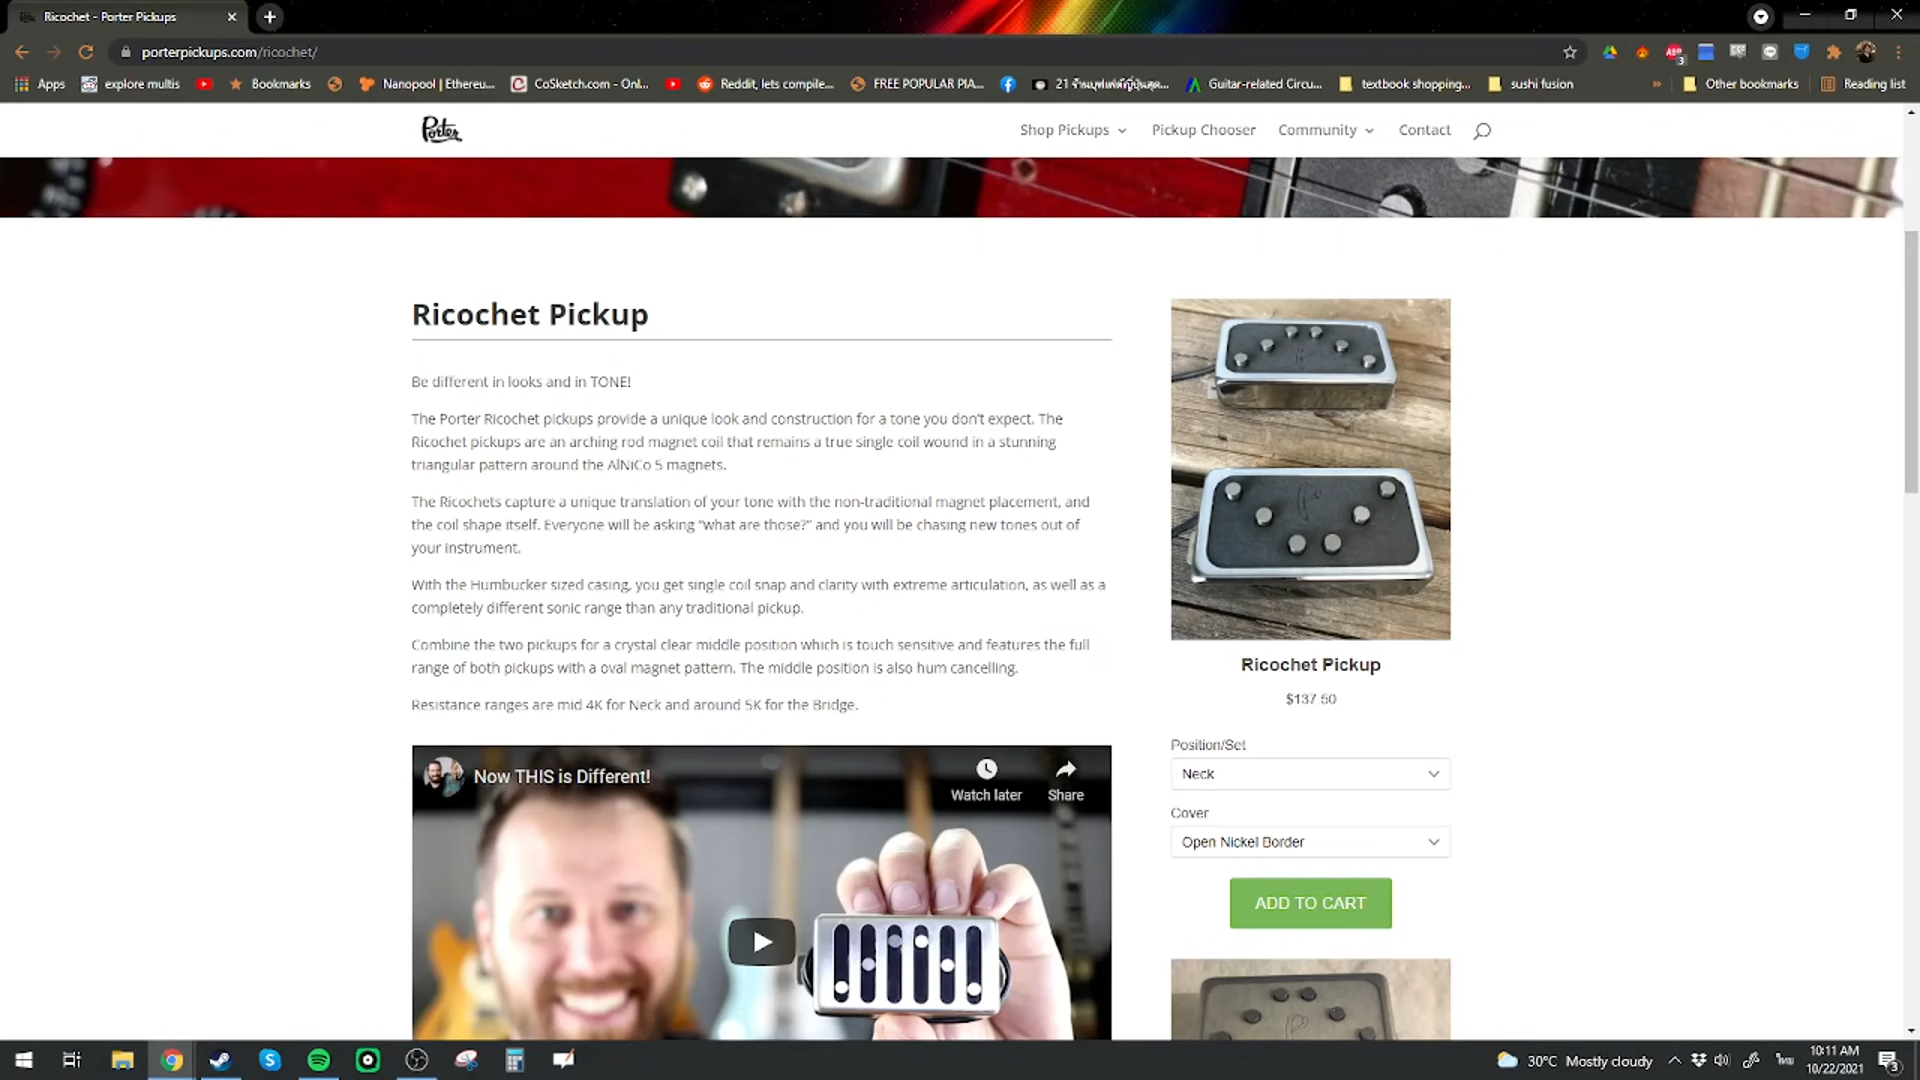 Ricochet - Porter Pickups
porterpickups.com/ricochet/
Apps
explore multis
Bookmarks
Nanopool | Ethereu...
CoSketch.com - Onl...
Reddit, lets compile...
FREE POPULAR PIA...
Guitar-related Circu...
textbook shopping...
sushi fusion
Other bookmarks
Reading list
Porter
Shop Pickups
Pickup Chooser
Community
Contact
Ricochet Pickup
Be different in looks and in TONE!
The Porter Ricochet pickups provide a unique look and construction for a tone you don't expect. The
Ricochet pickups are an arching rod magnet coil that remains a true single coil wound in a stunning
triangular pattern around the AlNiCo 5 magnets.
The Ricochets capture a unique translation of your tone with the non-traditional magnet placement, and
the coil shape itself. Everyone will be asking "what are those?" and you will be chasing new tones out of
your instrument.
With the Humbucker sized casing, you get single coil snap and clarity with extreme articulation, as well as a
completely different sonic range than any traditional pickup.
Combine the two pickups for a crystal clear middle position which is touch sensitive and features the full
range of both pickups with a oval magnet pattern. The middle position is also hum cancelling.
Resistance ranges are mid 4K for Neck and around 5K for the Bridge.
Now THIS is Different!
Watch later
Share
Ricochet Pickup
$137.50
Position/Set
Neck
Cover
Open Nickel Border
ADD TO CART
30°C Mostly cloudy
ไทย
10:11 AM
10/22/2021
3